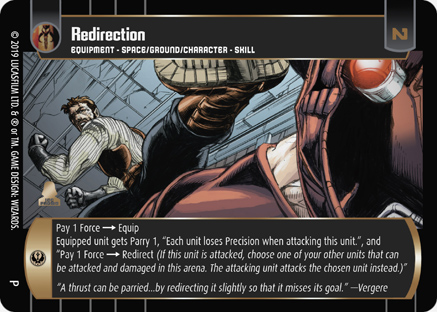 Redirection
EQUIPMENT - SPACE/GROUND/CHARACTER - SKILL
N
© 2019 LUCASFILM LTD. & ® OR TM. GAME DESIGN: WIZARDS.
P
Pay 1 Force → Equip
Equipped unit gets Parry 1, “Each unit loses Precision when attacking this unit.”, and
“Pay 1 Force → Redirect (If this unit is attacked, choose one of your other units that can
be attacked and damaged in this arena. The attacking unit attacks the chosen unit instead.)”
“A thrust can be parried...by redirecting it slightly so that it misses its goal.” —Vergere